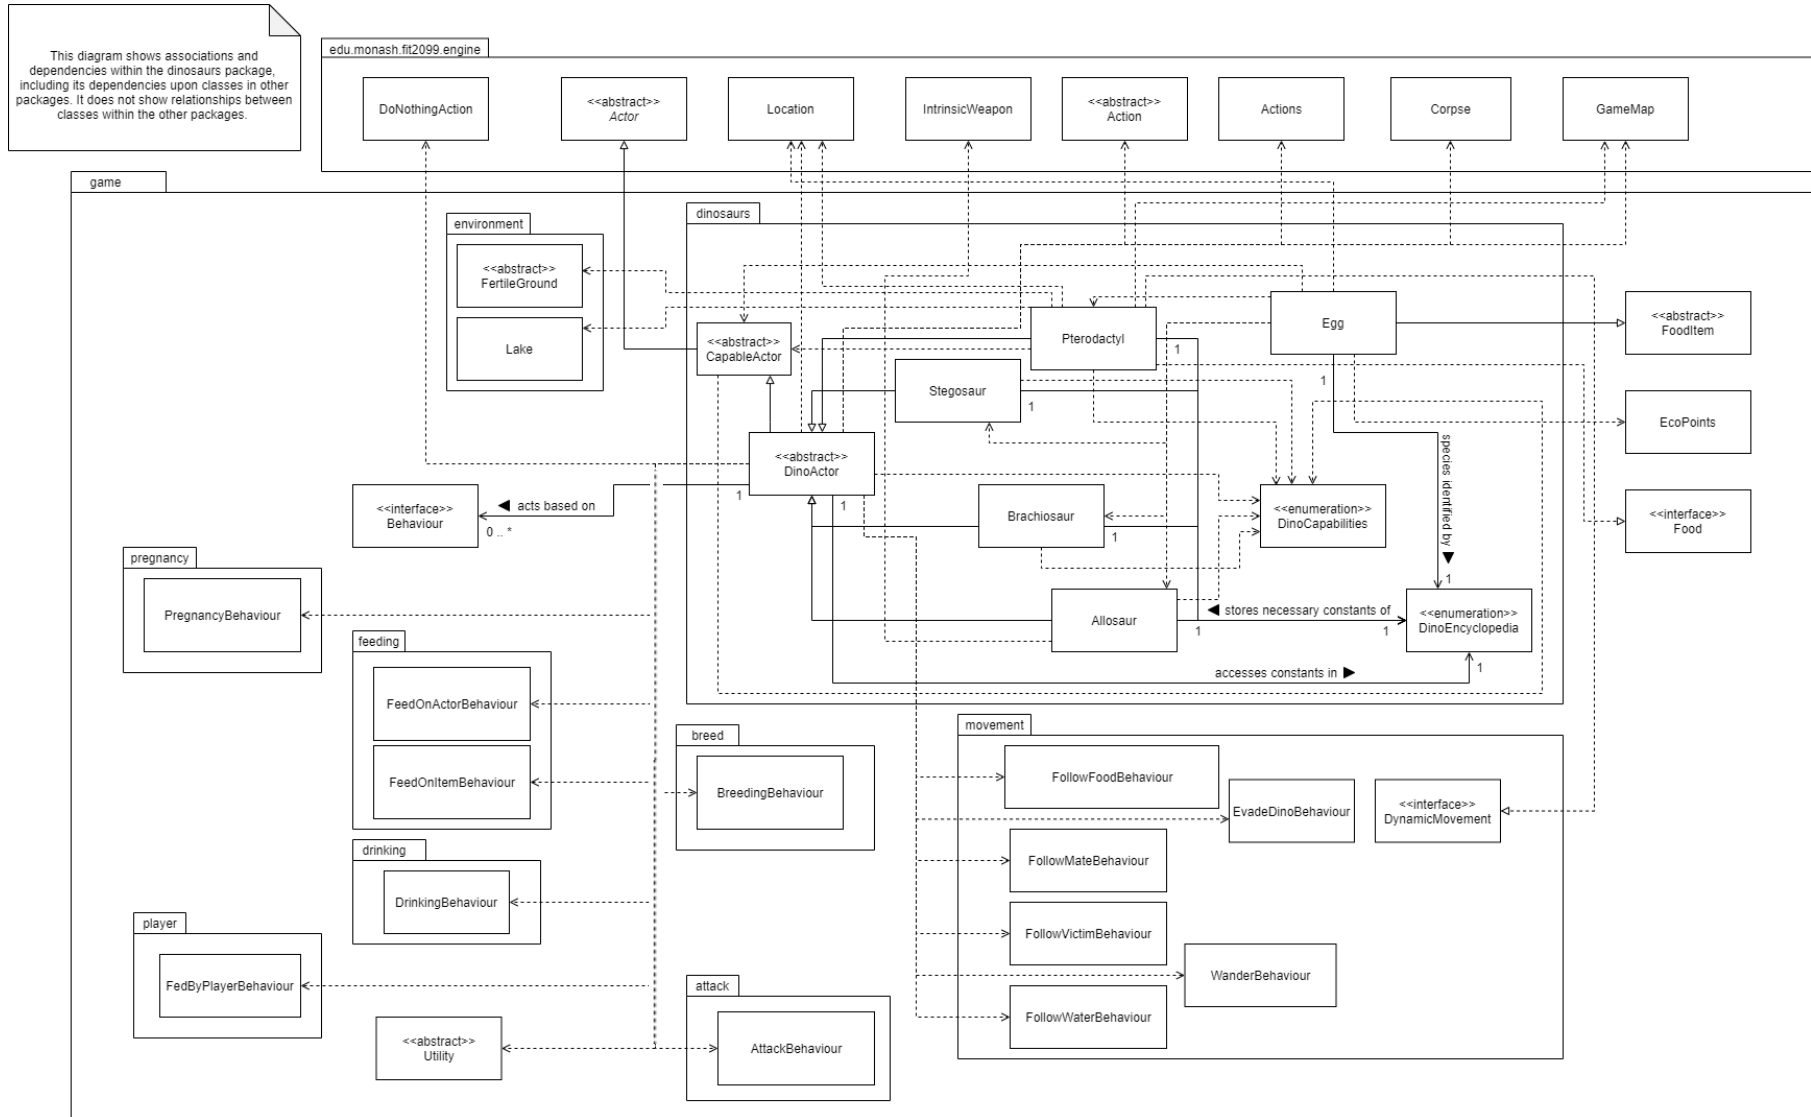 This diagram shows associations and
dependencies within the dinosaurs package,
including its dependencies upon classes in other
packages. It does not show relationships between
classes within the other packages.
edu.monash.fit2099.engine
DoNothingAction
<<abstract>>
Actor
Location
IntrinsicWeapon
<<abstract>>
Action
Actions
Corpse
GameMap
game
environment
<<abstract>>
FertileGround
Lake
dinosaurs
<<abstract>>
CapableActor
Pterodactyl
1
Egg
1
<<abstract>>
FoodItem
Stegosaur
1
EcoPoints
<<abstract>>
DinoActor
1
1
species identified by ▶
1
<<interface>>
Behaviour
◀ acts based on
0 .. *
Brachiosaur
1
<<enumeration>>
DinoCapabilities
<<interface>>
Food
Allosaur
1
◀ stores necessary constants of
1
<<enumeration>>
DinoEncyclopedia
accesses constants in ▶
1
pregnancy
PregnancyBehaviour
feeding
FeedOnActorBehaviour
FeedOnItemBehaviour
breed
BreedingBehaviour
drinking
DrinkingBehaviour
player
FedByPlayerBehaviour
<<abstract>>
Utility
attack
AttackBehaviour
movement
FollowFoodBehaviour
EvadeDinoBehaviour
<<interface>>
DynamicMovement
FollowMateBehaviour
FollowVictimBehaviour
WanderBehaviour
FollowWaterBehaviour